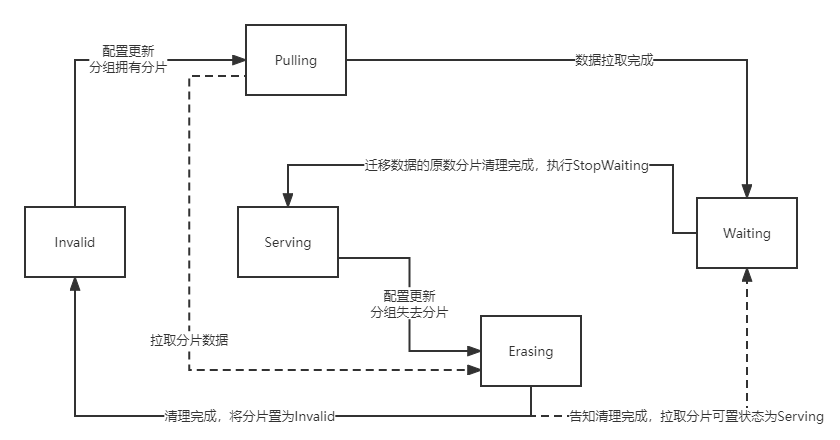 配置更新
分组拥有分片
Pulling
数据拉取完成
迁移数据的原数分片清理完成，执行StopWaiting
Invalid
Serving
Waiting
配置更新
分组失去分片
拉取分片数据
Erasing
清理完成，将分片置为Invalid
告知清理完成，拉取分片可置状态为Serving